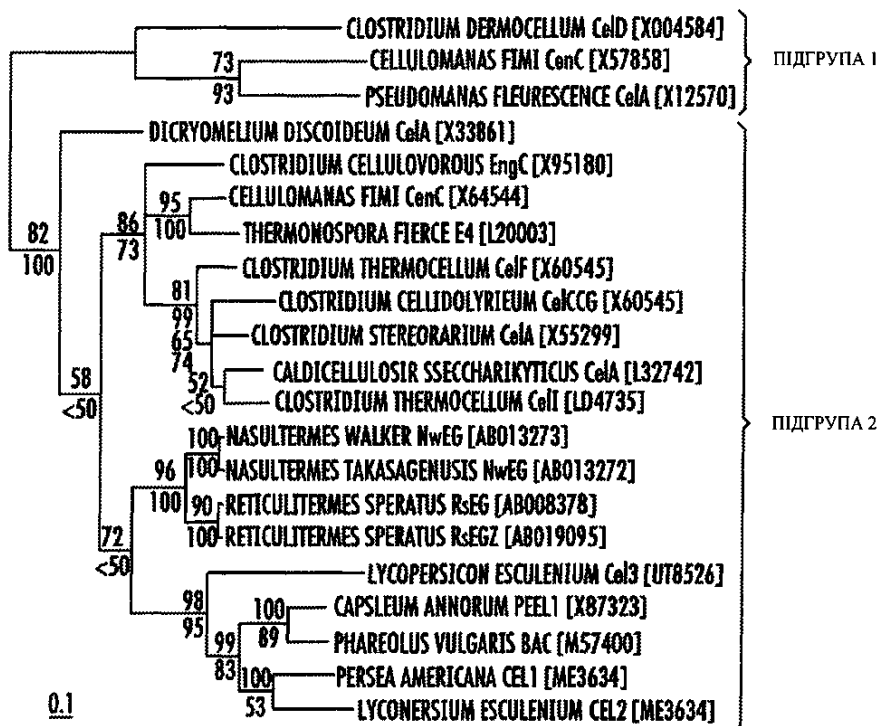 CLOSTRIDIUM DERMOCELLUM CelD [X004584]
73
CELLULOMANAS FIMI CenC [X57858]
ПІДГРУПА 1
93
PSEUDOMANAS FLEURESCENCE CelA [X12570]
DICRYOMELIUM DISCOIDEUM CelA [X33861]
CLOSTRIDIUM CELLULOVOROUS EngC [X95180]
95
CELLULOMANAS FIMI CenC [X64544]
86
82
100
THERMONOSPORA FIERCE E4 [L20003]
73
100
CLOSTRIDIUM THERMOCELLUM CelF [X60545]
81
CLOSTRIDIUM CELLIDOLYRIEUM CelCCG [X60545]
99
65
CLOSTRIDIUM STEREORARIUM CelA [X55299]
74
58
52
CALDICELLULOSIR SSECCHARIKYTICUS CelA [L32742]
<50
<50
CLOSTRIDIUM THERMOCELLUM CelI [LD4735]
ПІДГРУПА 2
100
NASULTERMES WALKER NwEG [AB013273]
96
100
NASULTERMES TAKASAGENUSIS NwEG [AB013272]
100
90
RETICULITERMES SPERATUS RsEG [AB008378]
72
100
RETICULITERMES SPERATUS RsEGZ [AB019095]
<50
LYCOPERSICON ESCULENIUM Cel3 [UT8526]
98
100
CAPSLEUM ANNORUM PEEL1 [X87323]
95
99
89
PHAREOLUS VULGARIS BAC [M57400]
83
100
PERSEA AMERICANA CEL1 [ME3634]
0.1
53
LYCONERSIUM ESCULENIUM CEL2 [ME3634]